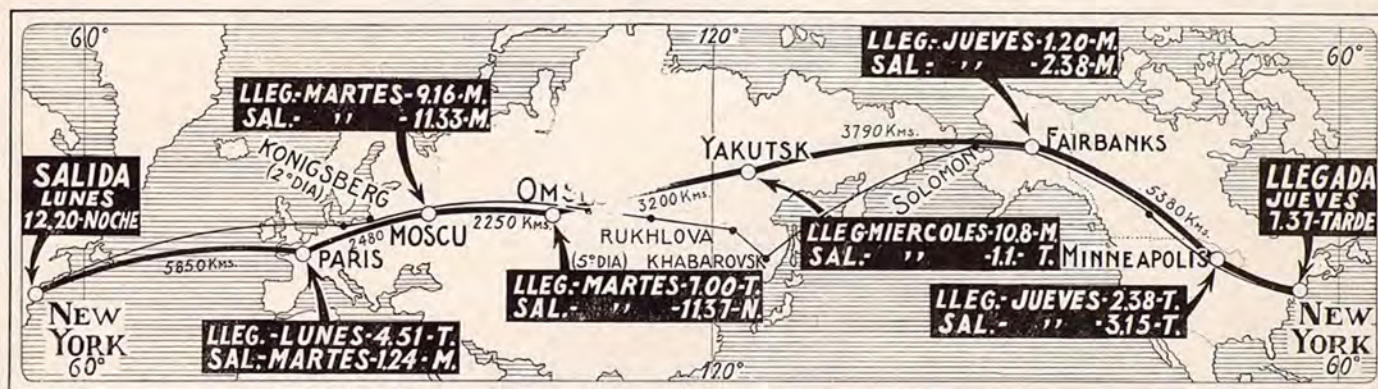 60°
120°
60°
LLEG.-JUEVES-1.20-M.
SAL.- " -2.38-M.
LLEG.-MARTES-9.16-M.
SAL.- " -11.33-M.
SALIDA
LUNES
12.20-NOCHE
KONIGSBERG
(2°DIA)
MOSCU
2480
2250 KMS.
3200 KMS.
YAKUTSK
3790 KMS.
SOLOMON
FAIRBANKS
5380 KMS.
LLEGADA
JUEVES
7.37-TARDE
5850 KMS.
PARIS
RUKHLOVA
(5°DIA) KHABAROVSK
LLEG-MIERCOLES-10.8-M
SAL.- " -1.1.- T.
MINNEAPOLIS
NEW
YORK
60°
LLEG.-LUNES-4.51-T.
SAL.-MARTES-1.24-M.
LLEG.-MARTES-7.00-T.
SAL.- " -11.37-N.
120°
LLEG.-JUEVES-2.38-T.
SAL.- " -3.15-T.
NEW
YORK
60°